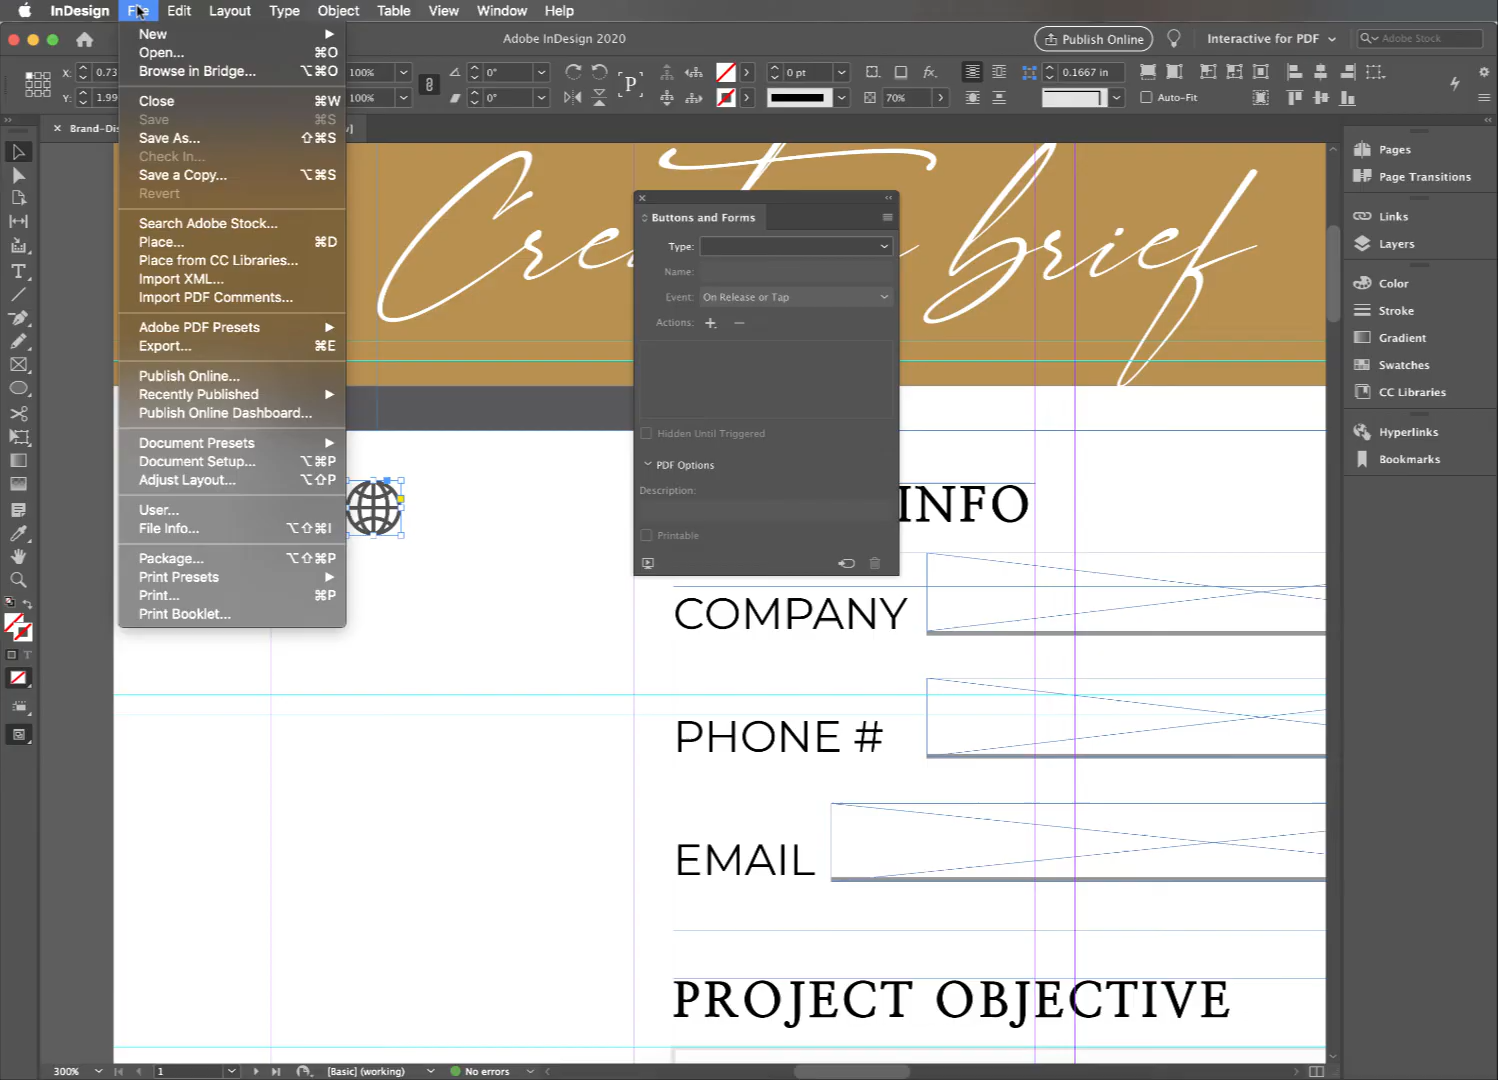 InDesign File Edit Layout Type Object Table View Window Help
Adobe InDesign 2020
Publish Online
Interactive for PDF
Adobe Stock
X: 0.73
Y: 1.99
100%
100%
0°
0°
P
fx.
0 pt
70%
0.1667 in
Auto-Fit
Brand-Dis
New
Open... ⌘O
Browse in Bridge... ⌥⌘O
Close ⌘W
Save ⌘S
Save As... ⇧⌘S
Check In...
Save a Copy... ⌥⌘S
Revert
Search Adobe Stock...
Place... ⌘D
Place from CC Libraries...
Import XML...
Import PDF Comments...
Adobe PDF Presets
Export... ⌘E
Publish Online...
Recently Published
Publish Online Dashboard...
Document Presets
Document Setup... ⌥⌘P
Adjust Layout... ⌥⇧P
User...
File Info... ⌥⇧⌘I
Package... ⌥⇧⌘P
Print Presets
Print... ⌘P
Print Booklet...
brief
Buttons and Forms
Type:
Name:
Event: On Release or Tap
Actions:
Hidden Until Triggered
PDF Options
Description:
Printable
INFO
COMPANY
PHONE #
EMAIL
PROJECT OBJECTIVE
Pages
Page Transitions
Links
Layers
Color
Stroke
Gradient
Swatches
CC Libraries
Hyperlinks
Bookmarks
300%
1
[Basic] (working)
No errors